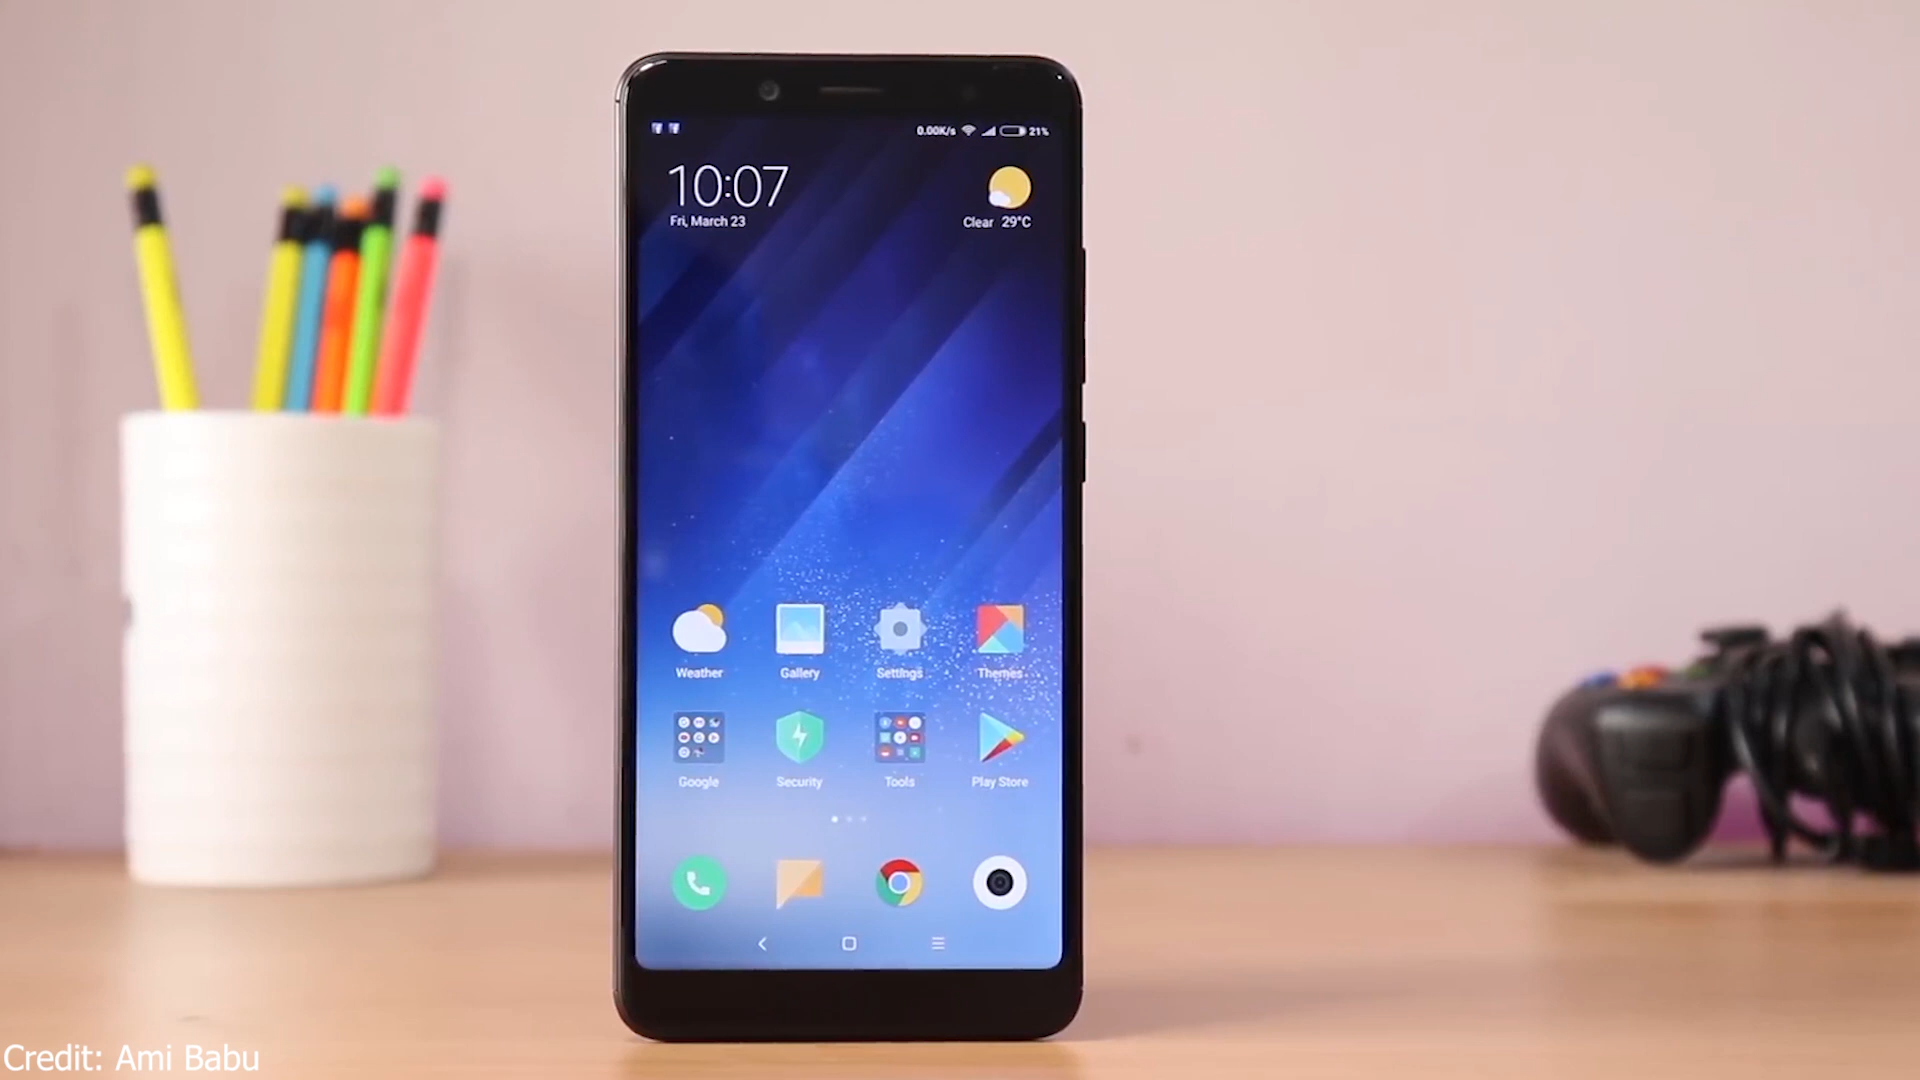 0.00K/s 21%
10:07
Fri, March 23
Clear 29°C
Weather Gallery Settings Themes
Google Security Tools Play Store
Credit: Ami Babu